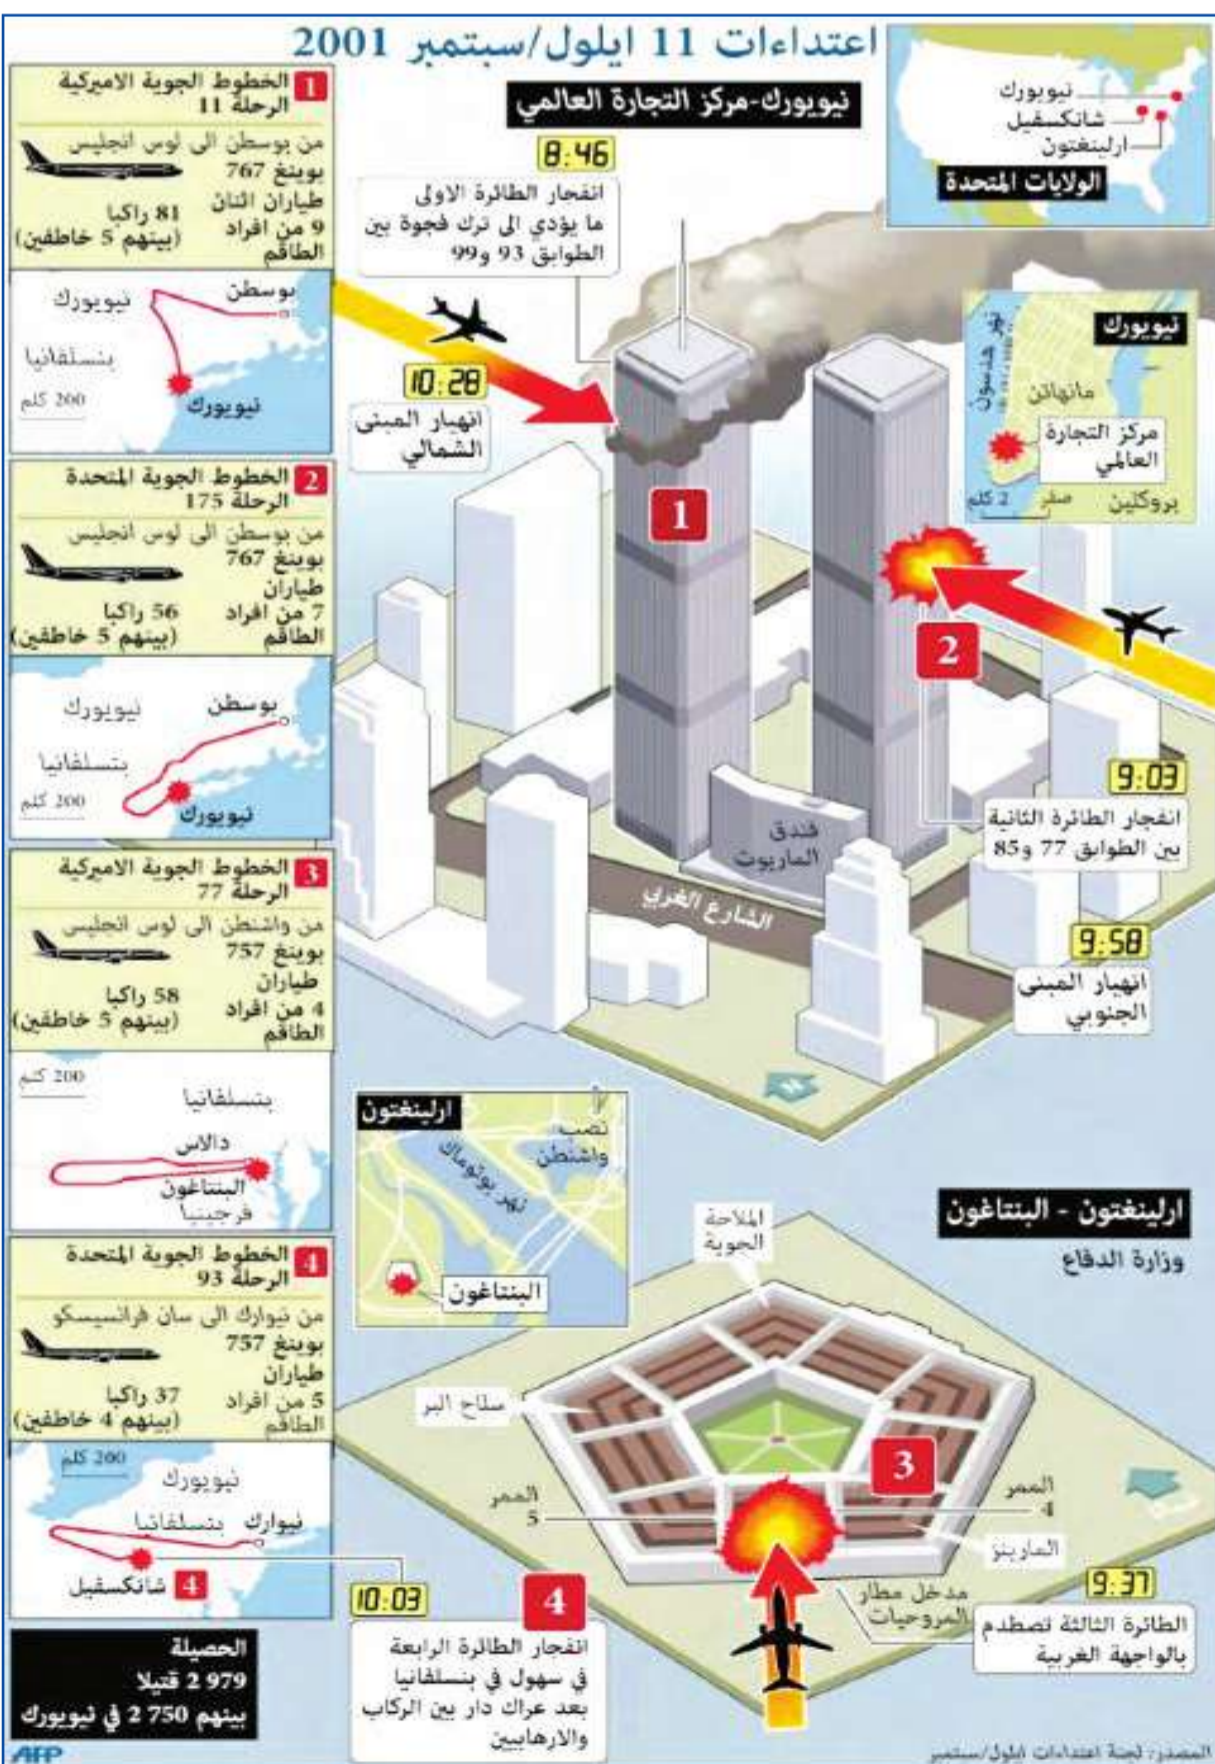 اعتداءات 11 ايلول/سبتمبر 2001
نيويورك
شانكسفيل
ارلينغتون
الولايات المتحدة
نيويورك-مركز التجارة العالمي
8:46
انفجار الطائرة الاولى
ما يؤدي الى ترك فجوة بين
الطوابق 93 و99
10:28
انهيار المبنى
الشمالي
1
2
نيويورك
نهر هدسون
مانهاتن
مركز التجارة
العالمي
بروكلين
صفر 2 كلم
9:03
انفجار الطائرة الثانية
بين الطوابق 77 و85
فندق
الماريوت
الشارع الغربي
9:58
انهيار المبنى
الجنوبي
N
1
الخطوط الجوية الاميركية
الرحلة 11
من بوسطن الى لوس انجليس
بوينغ 767
طياران اثنان
9 من افراد
الطاقم
81 راكبا
(بينهم 5 خاطفين)
بوسطن
نيويورك
بنسلفانيا
نيويورك
200 كلم
2
الخطوط الجوية المتحدة
الرحلة 175
من بوسطن الى لوس انجليس
بوينغ 767
طياران
7 من افراد
الطاقم
56 راكبا
(بينهم 5 خاطفين)
بوسطن
نيويورك
بتسلفانيا
200 كلم
نيويورك
3
الخطوط الجوية الاميركية
الرحلة 77
من واشنطن الى لوس انجليس
بوينغ 757
طياران
4 من افراد
الطاقم
58 راكبا
(بينهم 5 خاطفين)
200 كلم
بنسلفانيا
دالاس
البنتاغون
فرجينيا
4
الخطوط الجوية المتحدة
الرحلة 93
من نيوارك الى سان فرانسيسكو
بوينغ 757
طياران
5 من افراد
الطاقم
37 راكبا
(بينهم 4 خاطفين)
200 كلم
نيويورك
نيوارك
بنسلفانيا
4 شانكسفيل
ارلينغتون
نصب
واشنطن
نهر بوتوماك
البنتاغون
ارلينغتون - البنتاغون
وزارة الدفاع
الملاحة
الجوية
سلاح البر
3
الممر
4
الممر
5
المارينز
مدخل مطار
المروحيات
9:37
الطائرة الثالثة تصطدم
بالواجهة الغربية
10:03
4
انفجار الطائرة الرابعة
في سهول في بنسلفانيا
بعد عراك دار بين الركاب
والارهابيين
الحصيلة
2 979 قتيلا
بينهم 750 2 في نيويورك
AFP
المصدر: لجنة اعتداءات ايلول/سبتمبر